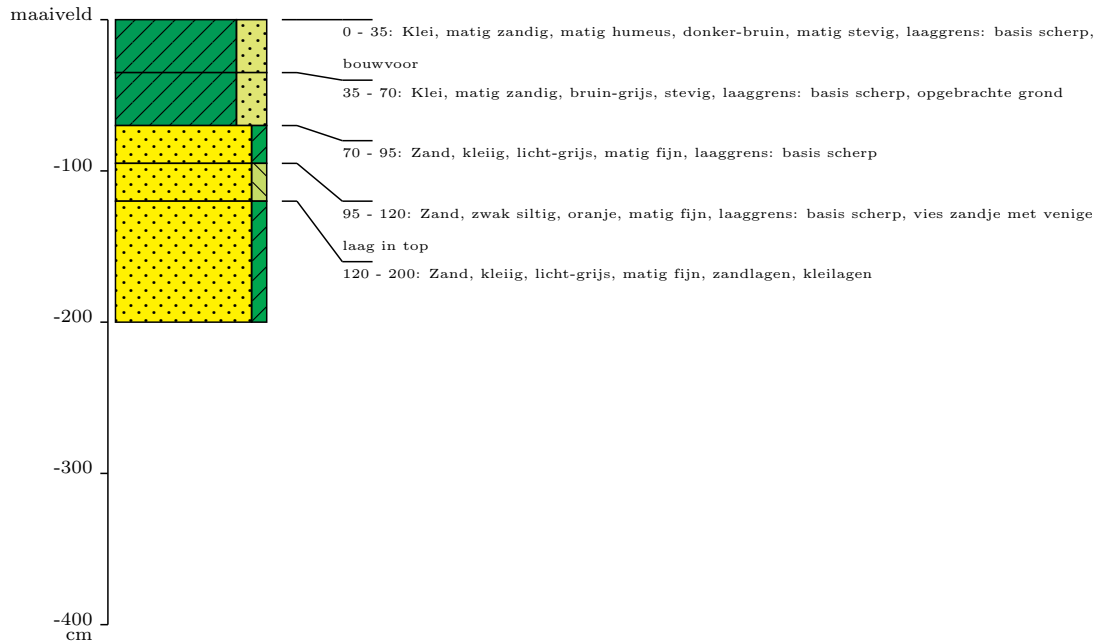 maaiveld
0 - 35: Klei, matig zandig, matig humeus, donker-bruin, matig stevig, laaggrens: basis scherp,
bouwvoor
35 - 70: Klei, matig zandig, bruin-grijs, stevig, laaggrens: basis scherp, opgebrachte grond
70 - 95: Zand, kleiig, licht-grijs, matig fijn, laaggrens: basis scherp
-100
95 - 120: Zand, zwak siltig, oranje, matig fijn, laaggrens: basis scherp, vies zandje met venige
laag in top
120 - 200: Zand, kleiig, licht-grijs, matig fijn, zandlagen, kleilagen
-200
-300
-400
cm